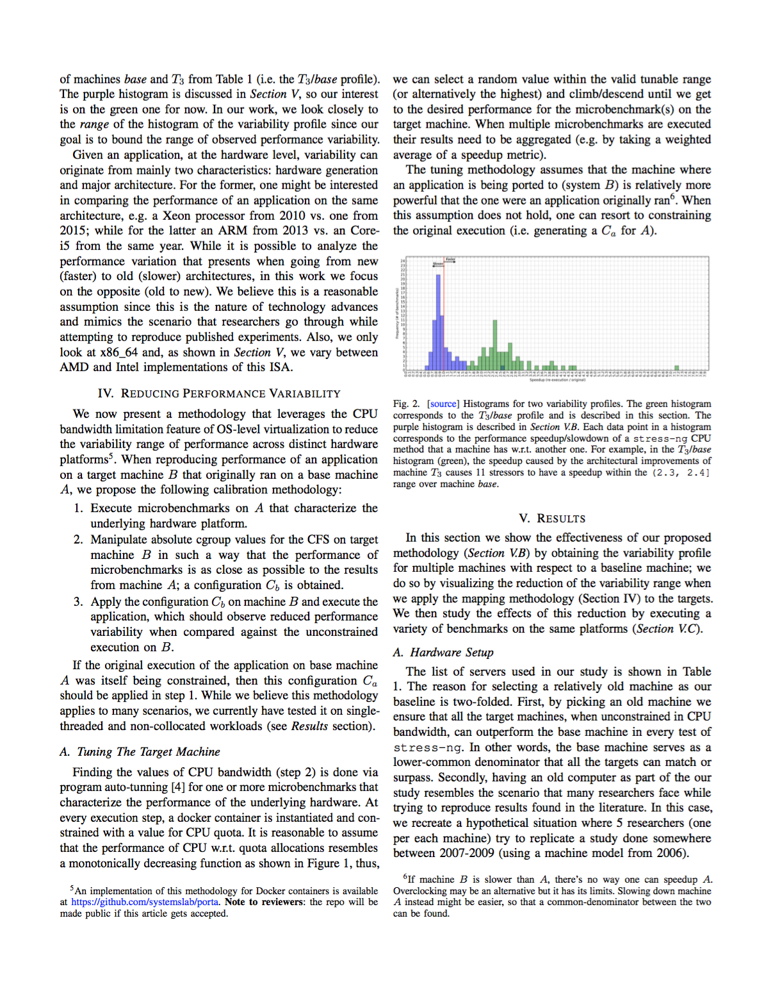 of machines base and T3 from Table 1 (i.e. the T3/base profile).
The purple histogram is discussed in Section V, so our interest
is on the green one for now. In our work, we look closely to
the range of the histogram of the variability profile since our
goal is to bound the range of observed performance variability.
Given an application, at the hardware level, variability can
originate from mainly two characteristics: hardware generation
and major architecture. For the former, one might be interested
in comparing the performance of an application on the same
architecture, e.g. a Xeon processor from 2010 vs. one from
2015; while for the latter an ARM from 2013 vs. an Core-
i5 from the same year. While it is possible to analyze the
performance variation that presents when going from new
(faster) to old (slower) architectures, in this work we focus
on the opposite (old to new). We believe this is a reasonable
assumption since this is the nature of technology advances
and mimics the scenario that researchers go through while
attempting to reproduce published experiments. Also, we only
look at x86_64 and, as shown in Section V, we vary between
AMD and Intel implementations of this ISA.
IV. REDUCING PERFORMANCE VARIABILITY
We now present a methodology that leverages the CPU
bandwidth limitation feature of OS-level virtualization to reduce
the variability range of performance across distinct hardware
platforms5. When reproducing performance of an application
on a target machine B that originally ran on a base machine
A, we propose the following calibration methodology:
1. Execute microbenchmarks on A that characterize the
underlying hardware platform.
2. Manipulate absolute cgroup values for the CFS on target
machine B in such a way that the performance of
microbenchmarks is as close as possible to the results
from machine A; a configuration Cb is obtained.
3. Apply the configuration Cb on machine B and execute the
application, which should observe reduced performance
variability when compared against the unconstrained
execution on B.
If the original execution of the application on base machine
A was itself being constrained, then this configuration Ca
should be applied in step 1. While we believe this methodology
applies to many scenarios, we currently have tested it on single-
threaded and non-collocated workloads (see Results section).
A. Tuning The Target Machine
Finding the values of CPU bandwidth (step 2) is done via
program auto-tunning [4] for one or more microbenchmarks that
characterize the performance of the underlying hardware. At
every execution step, a docker container is instantiated and con-
strained with a value for CPU quota. It is reasonable to assume
that the performance of CPU w.r.t. quota allocations resembles
a monotonically decreasing function as shown in Figure 1, thus,
5An implementation of this methodology for Docker containers is available
at https://github.com/systemslab/porta. Note to reviewers: the repo will be
made public if this article gets accepted.
we can select a random value within the valid tunable range
(or alternatively the highest) and climb/descend until we get
to the desired performance for the microbenchmark(s) on the
target machine. When multiple microbenchmarks are executed
their results need to be aggregated (e.g. by taking a weighted
average of a speedup metric).
The tuning methodology assumes that the machine where
an application is being ported to (system B) is relatively more
powerful that the one were an application originally ran6. When
this assumption does not hold, one can resort to constraining
the original execution (i.e. generating a Ca for A).
Faster
Slower
Frequency (# of benchmarks)
Speedup (re-execution / original)
Fig. 2. [source] Histograms for two variability profiles. The green histogram
corresponds to the T3/base profile and is described in this section. The
purple histogram is described in Section V.B. Each data point in a histogram
corresponds to the performance speedup/slowdown of a stress-ng CPU
method that a machine has w.r.t. another one. For example, in the T3/base
histogram (green), the speedup caused by the architectural improvements of
machine T3 causes 11 stressors to have a speedup within the (2.3, 2.4]
range over machine base.
V. RESULTS
In this section we show the effectiveness of our proposed
methodology (Section V.B) by obtaining the variability profile
for multiple machines with respect to a baseline machine; we
do so by visualizing the reduction of the variability range when
we apply the mapping methodology (Section IV) to the targets.
We then study the effects of this reduction by executing a
variety of benchmarks on the same platforms (Section V.C).
A. Hardware Setup
The list of servers used in our study is shown in Table
1. The reason for selecting a relatively old machine as our
baseline is two-folded. First, by picking an old machine we
ensure that all the target machines, when unconstrained in CPU
bandwidth, can outperform the base machine in every test of
stress-ng. In other words, the base machine serves as a
lower-common denominator that all the targets can match or
surpass. Secondly, having an old computer as part of the our
study resembles the scenario that many researchers face while
trying to reproduce results found in the literature. In this case,
we recreate a hypothetical situation where 5 researchers (one
per each machine) try to replicate a study done somewhere
between 2007-2009 (using a machine model from 2006).
6If machine B is slower than A, there's no way one can speedup A.
Overclocking may be an alternative but it has its limits. Slowing down machine
A instead might be easier, so that a common-denominator between the two
can be found.